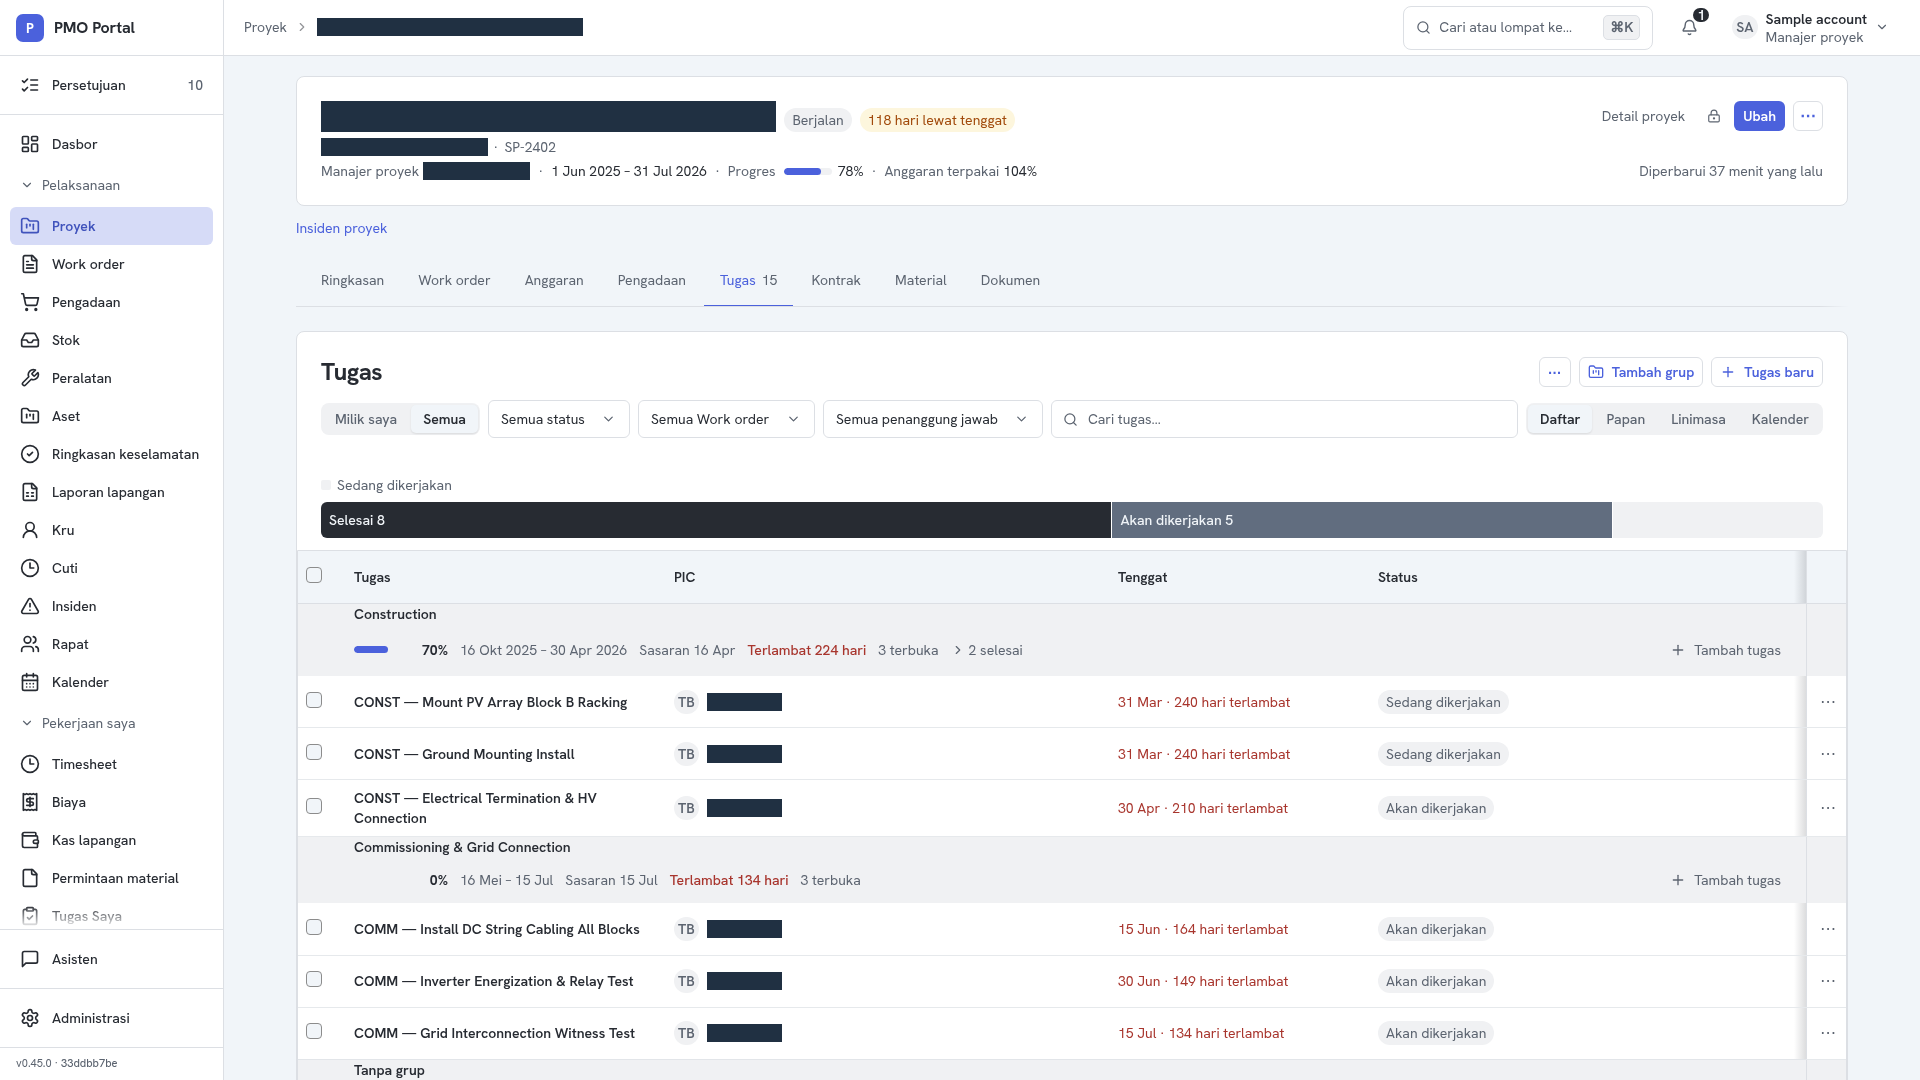 P PMO Portal
Proyek
Cari atau lompat ke...
⌘K
1
SA
Sample account
Manajer proyek
Persetujuan 10
Dasbor
Pelaksanaan
Proyek
Work order
Pengadaan
Stok
Peralatan
Aset
Ringkasan keselamatan
Laporan lapangan
Kru
Cuti
Insiden
Rapat
Kalender
Pekerjaan saya
Timesheet
Biaya
Kas lapangan
Permintaan material
Tugas Saya
Asisten
Administrasi
v0.45.0 · 33ddbb7be
Berjalan 118 hari lewat tenggat
Detail proyek Ubah ...
· SP-2402
Manajer proyek · 1 Jun 2025 – 31 Jul 2026 · Progres 78% · Anggaran terpakai 104%
Diperbarui 37 menit yang lalu
Insiden proyek
Ringkasan Work order Anggaran Pengadaan Tugas 15 Kontrak Material Dokumen
Tugas
... Tambah grup + Tugas baru
Milik saya Semua Semua status Semua Work order Semua penanggung jawab Cari tugas... Daftar Papan Linimasa Kalender
Sedang dikerjakan
Selesai 8 Akan dikerjakan 5
Tugas PIC Tenggat Status
Construction
70% 16 Okt 2025 – 30 Apr 2026 Sasaran 16 Apr Terlambat 224 hari 3 terbuka > 2 selesai + Tambah tugas
CONST — Mount PV Array Block B Racking TB 31 Mar · 240 hari terlambat Sedang dikerjakan ...
CONST — Ground Mounting Install TB 31 Mar · 240 hari terlambat Sedang dikerjakan ...
CONST — Electrical Termination & HV
Connection
TB 30 Apr · 210 hari terlambat Akan dikerjakan ...
Commissioning & Grid Connection
0% 16 Mei – 15 Jul Sasaran 15 Jul Terlambat 134 hari 3 terbuka + Tambah tugas
COMM — Install DC String Cabling All Blocks TB 15 Jun · 164 hari terlambat Akan dikerjakan ...
COMM — Inverter Energization & Relay Test TB 30 Jun · 149 hari terlambat Akan dikerjakan ...
COMM — Grid Interconnection Witness Test TB 15 Jul · 134 hari terlambat Akan dikerjakan ...
Tanpa grup